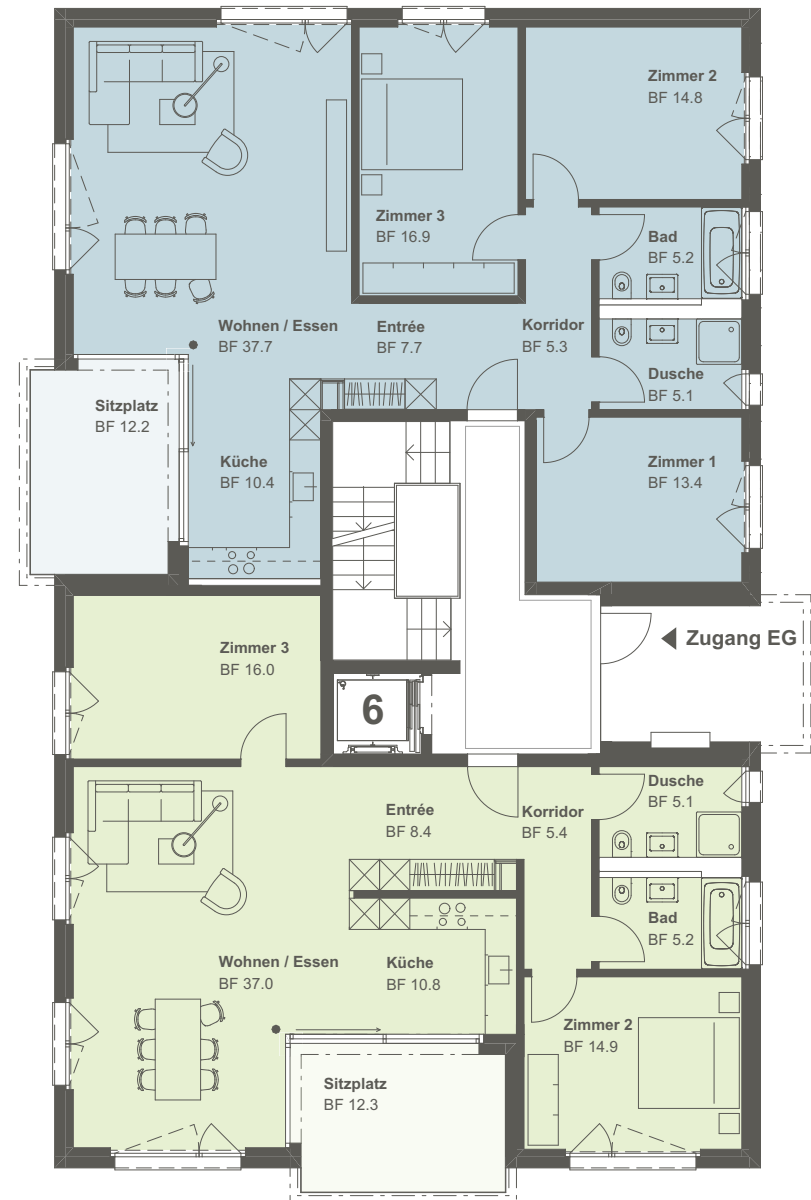 Zimmer 2
BF 14.8
Zimmer 3
BF 16.9
Bad
BF 5.2
Wohnen / Essen
BF 37.7
Entrée
BF 7.7
Korridor
BF 5.3
Dusche
BF 5.1
Sitzplatz
BF 12.2
Küche
BF 10.4
Zimmer 1
BF 13.4
Zugang EG
Zimmer 3
BF 16.0
6
Dusche
BF 5.1
Entrée
BF 8.4
Korridor
BF 5.4
Bad
BF 5.2
Wohnen / Essen
BF 37.0
Küche
BF 10.8
Zimmer 2
BF 14.9
Sitzplatz
BF 12.3